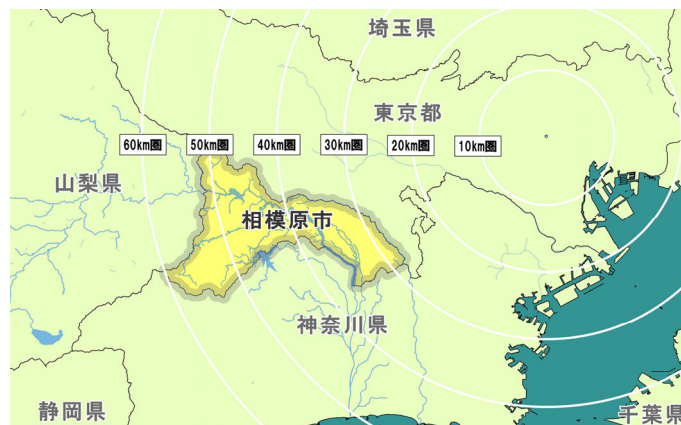 埼玉県
東京都
60km圏 50km圏 40km圏 30km圏 20km圏 10km圏
山梨県
相模原市
神奈川県
静岡県
千葉県